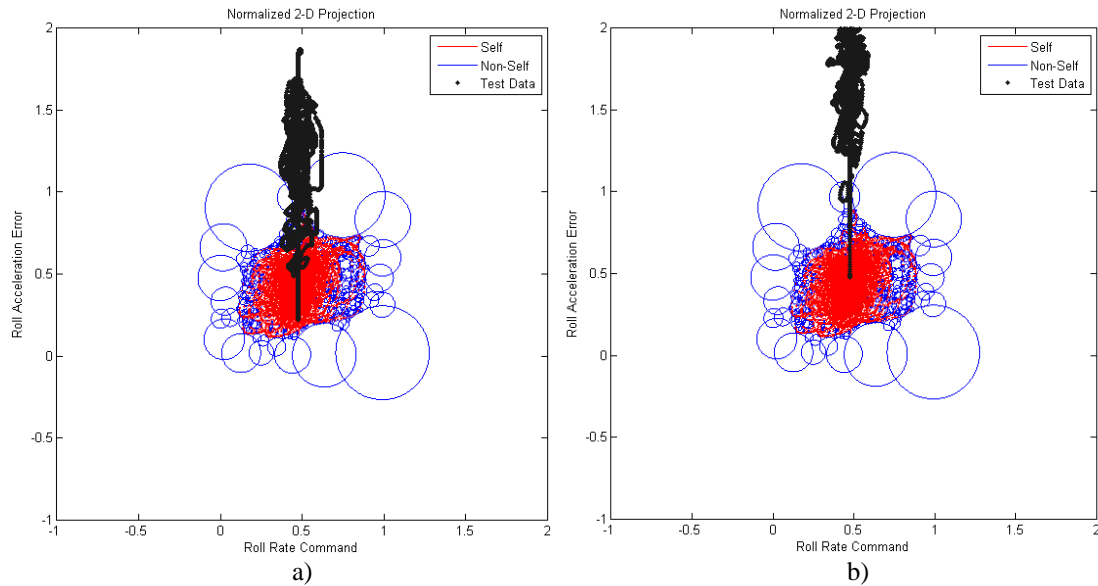 Normalized 2-D Projection
Self
Non-Self
Test Data
2
1.5
1
0.5
0
-0.5
-1
Roll Acceleration Error
-1
-0.5
0
0.5
1
1.5
2
Roll Rate Command
a)
Normalized 2-D Projection
Self
Non-Self
Test Data
2
1.5
1
0.5
0
-0.5
-1
Roll Acceleration Error
-1
-0.5
0
0.5
1
1.5
2
Roll Rate Command
b)